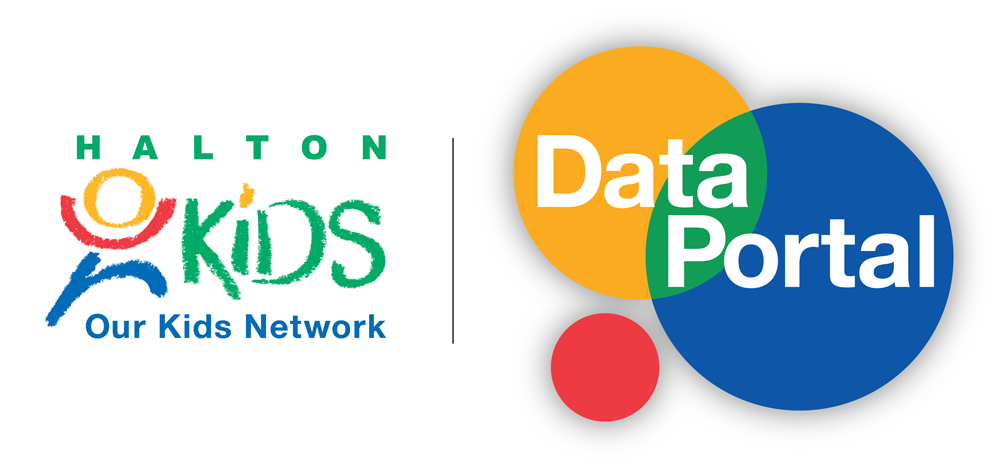 HALTON
KiDS
Our Kids Network
Data
Portal